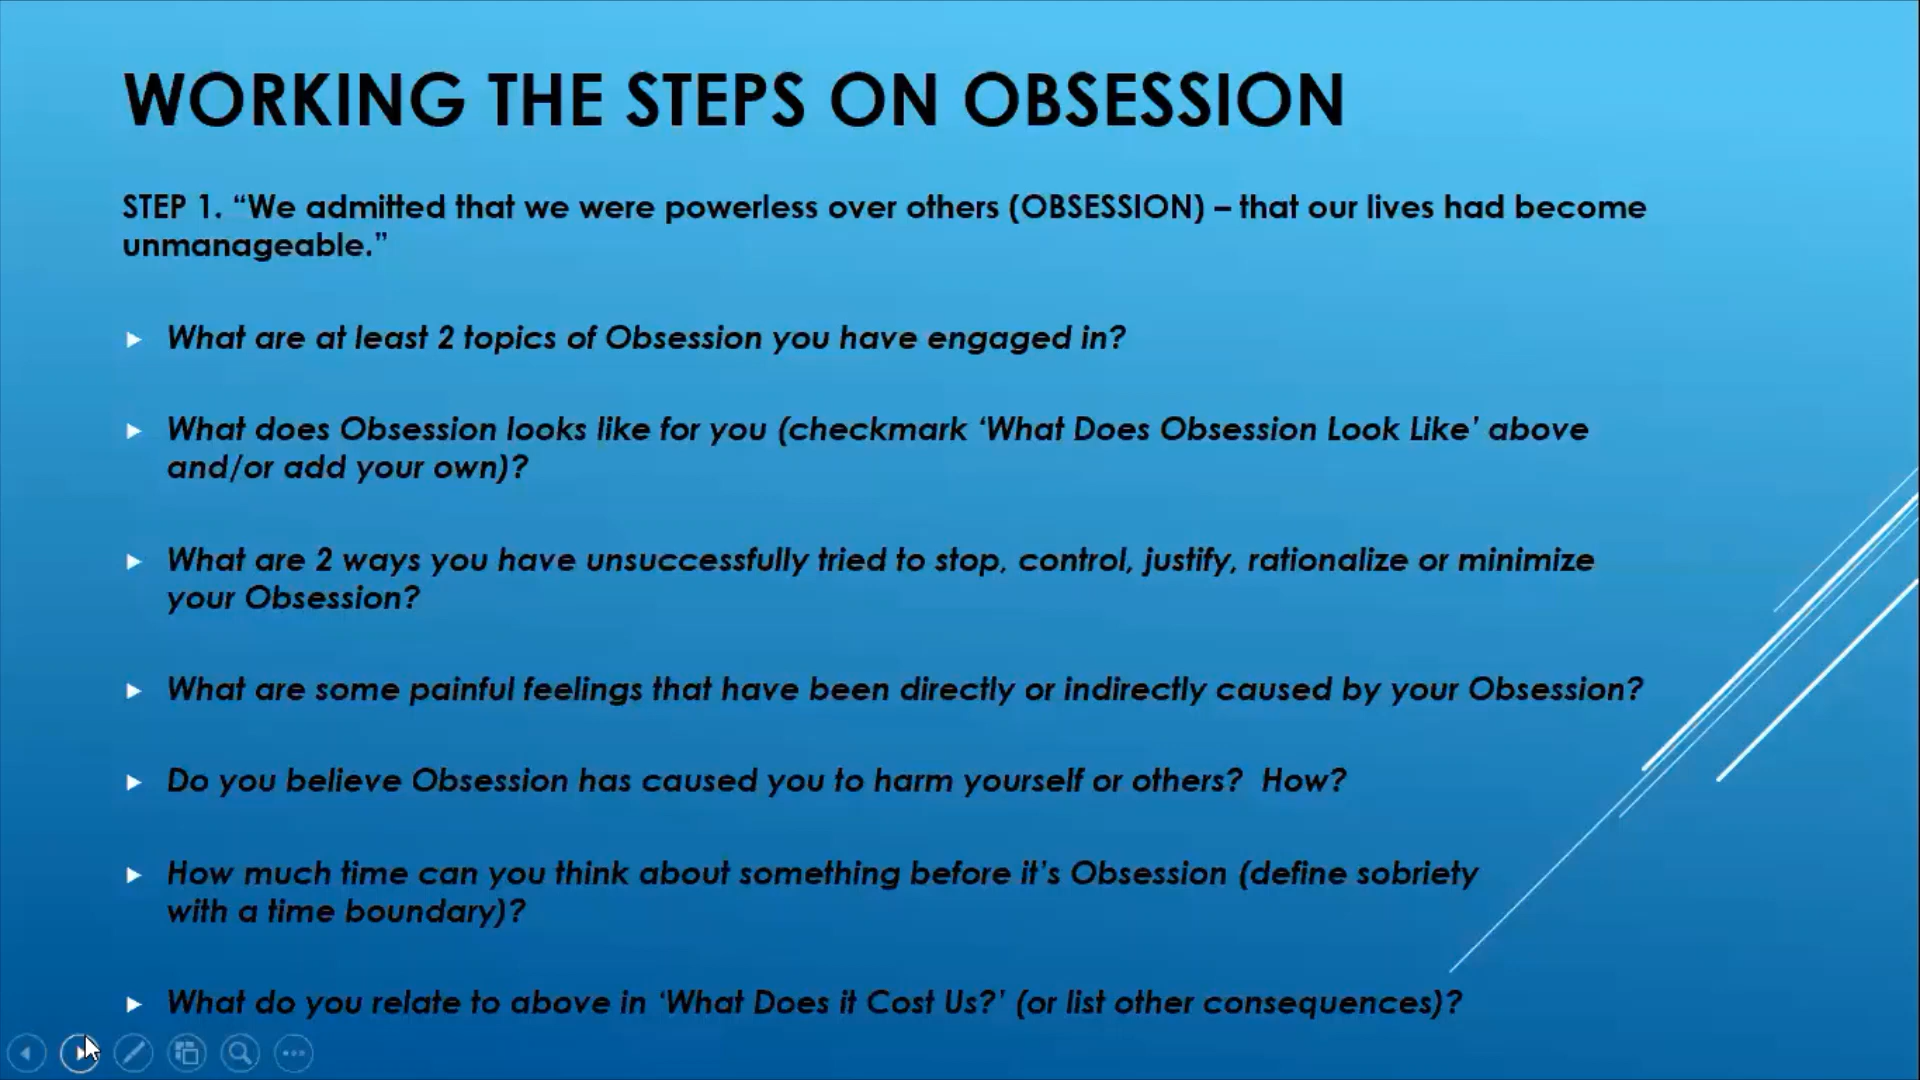 WORKING THE STEPS ON OBSESSION
STEP 1. “We admitted that we were powerless over others (OBSESSION) – that our lives had become
unmanageable.”
What are at least 2 topics of Obsession you have engaged in?
What does Obsession looks like for you (checkmark ‘What Does Obsession Look Like’ above
and/or add your own)?
What are 2 ways you have unsuccessfully tried to stop, control, justify, rationalize or minimize
your Obsession?
What are some painful feelings that have been directly or indirectly caused by your Obsession?
Do you believe Obsession has caused you to harm yourself or others?  How?
How much time can you think about something before it’s Obsession (define sobriety
with a time boundary)?
What do you relate to above in ‘What Does it Cost Us?’ (or list other consequences)?